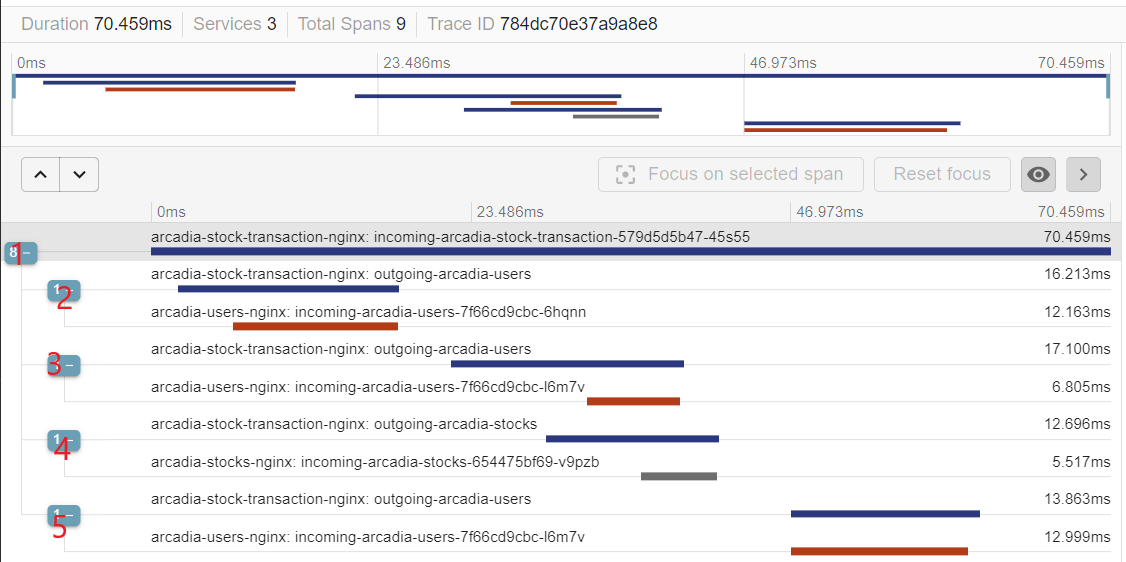 Duration 70.459ms Services 3 Total Spans 9 Trace ID 784dc70e37a9a8e8
0ms 23.486ms 46.973ms 70.459ms
Focus on selected span Reset focus
0ms 23.486ms 46.973ms 70.459ms
arcadia-stock-transaction-nginx: incoming-arcadia-stock-transaction-579d5d5b47-45s55 70.459ms
8 - 1
arcadia-stock-transaction-nginx: outgoing-arcadia-users 16.213ms
1 - 2
arcadia-users-nginx: incoming-arcadia-users-7f66cd9cbc-6hqnn 12.163ms
arcadia-stock-transaction-nginx: outgoing-arcadia-users 17.100ms
3 -
arcadia-users-nginx: incoming-arcadia-users-7f66cd9cbc-l6m7v 6.805ms
arcadia-stock-transaction-nginx: outgoing-arcadia-stocks 12.696ms
1 - 4
arcadia-stocks-nginx: incoming-arcadia-stocks-654475bf69-v9pzb 5.517ms
arcadia-stock-transaction-nginx: outgoing-arcadia-users 13.863ms
1 - 5
arcadia-users-nginx: incoming-arcadia-users-7f66cd9cbc-l6m7v 12.999ms